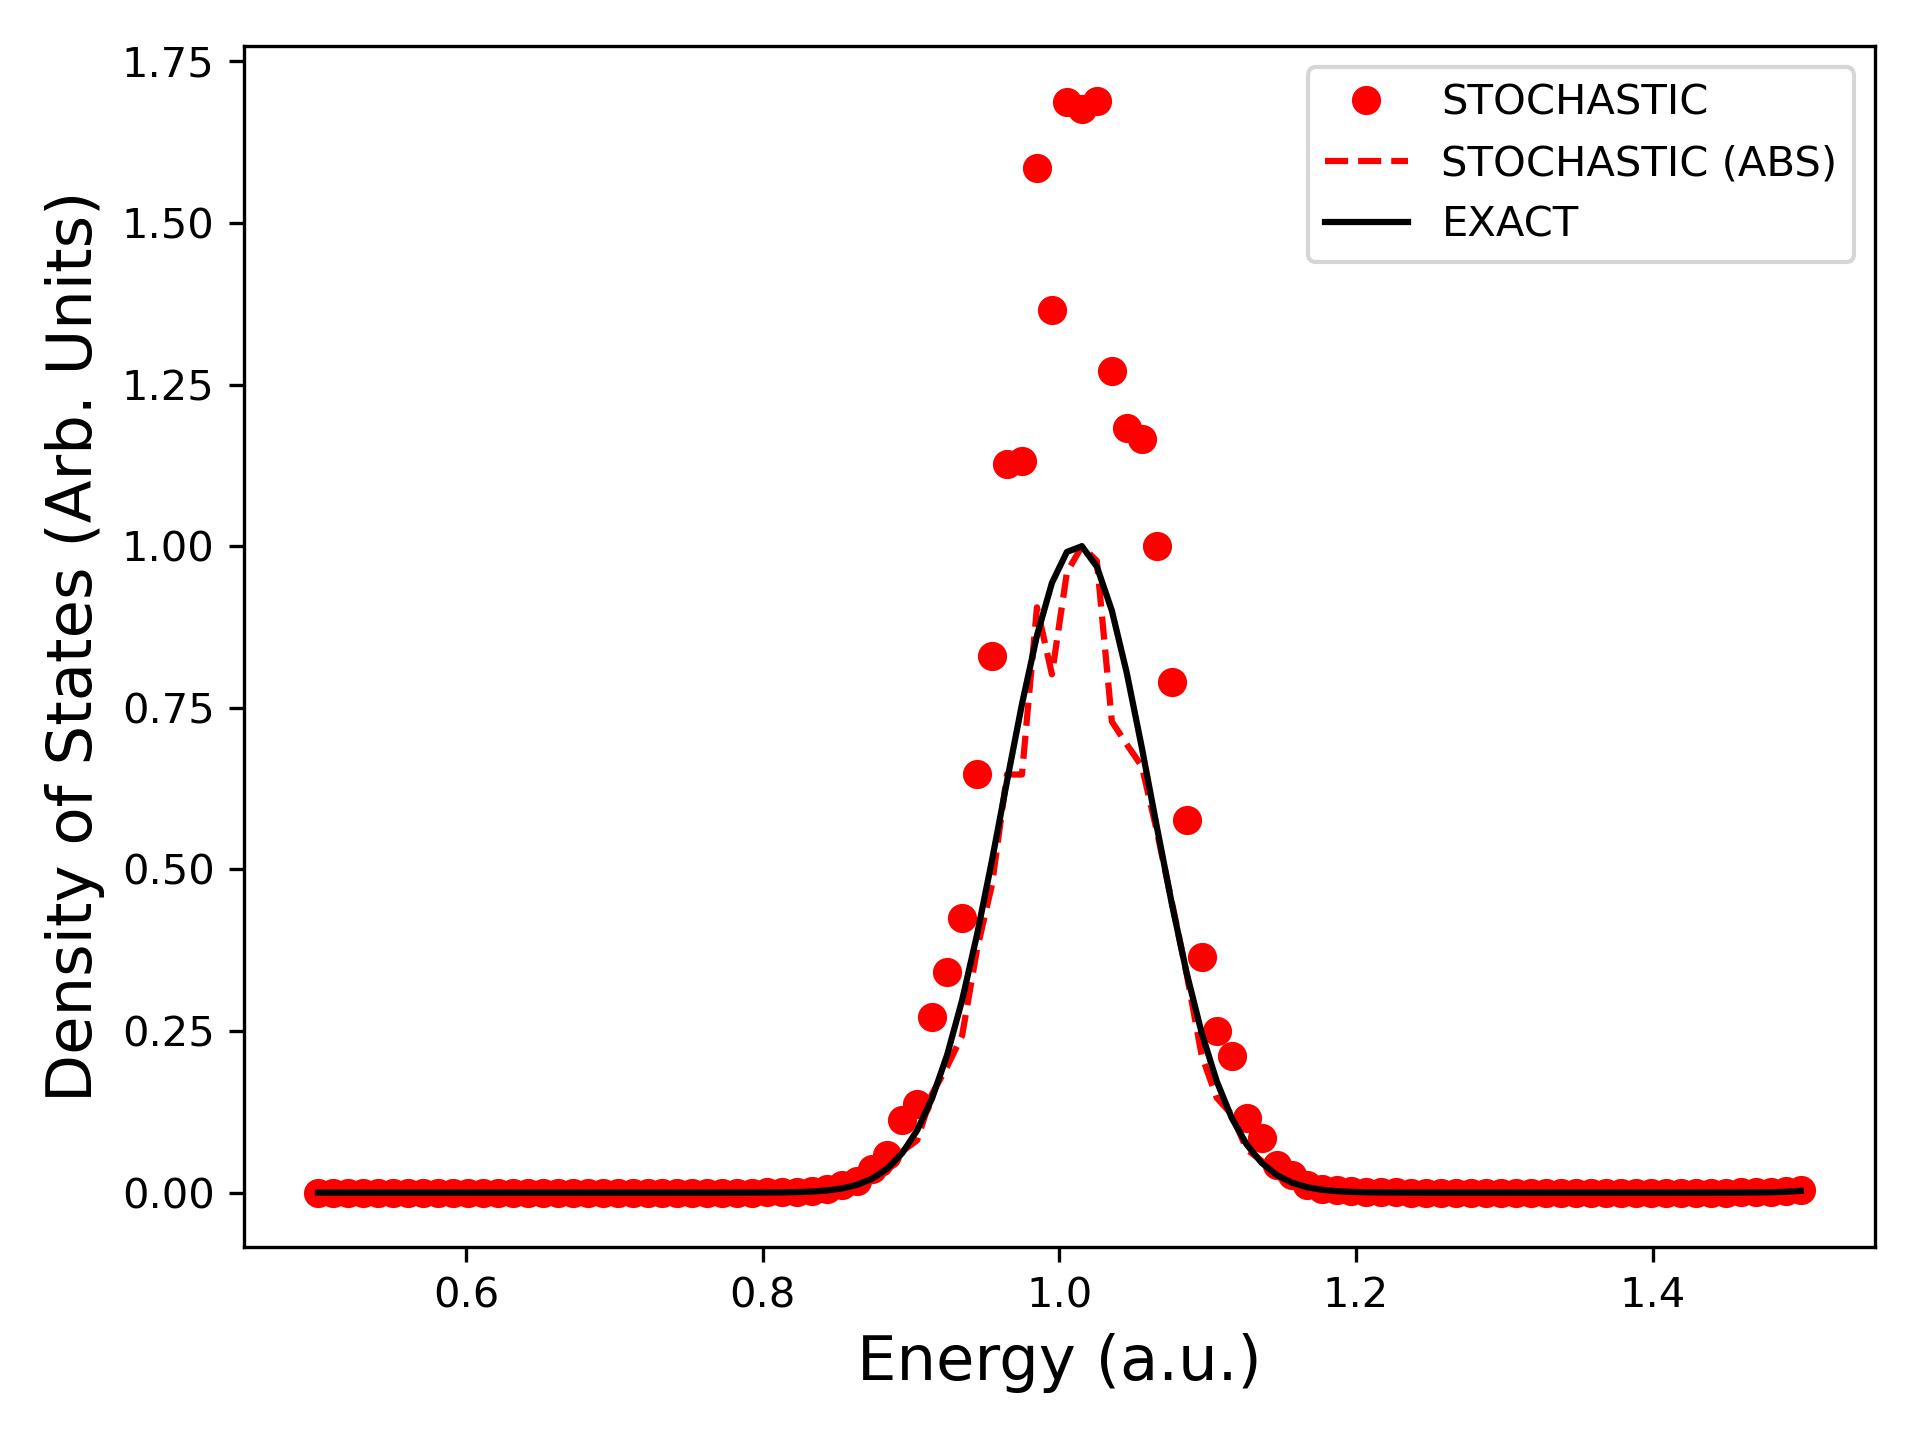 1.75
1.50
1.25
1.00
0.75
0.50
0.25
0.00
Density of States (Arb. Units)
STOCHASTIC
STOCHASTIC (ABS)
EXACT
0.6 0.8 1.0 1.2 1.4
Energy (a.u.)